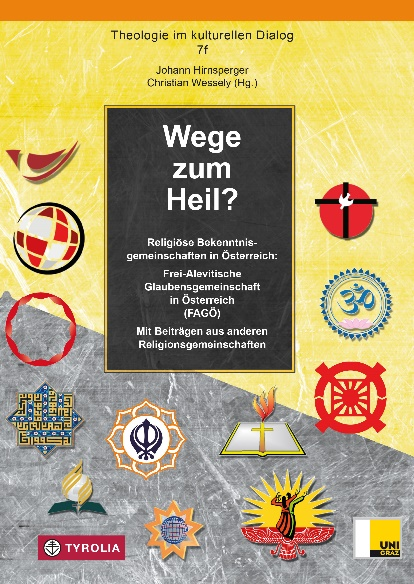 Theologie im kulturellen Dialog
7f
Johann Hirnsperger
Christian Wessely (Hg.)
Wege
zum
Heil?
Religiöse Bekenntnis-
gemeinschaften in Österreich:
Frei-Alevitische
Glaubensgemeinschaft
in Österreich
(FAGÖ)
Mit Beiträgen aus anderen
Religionsgemeinschaften
ॐ
TYROLIA
UNI
GRAZ